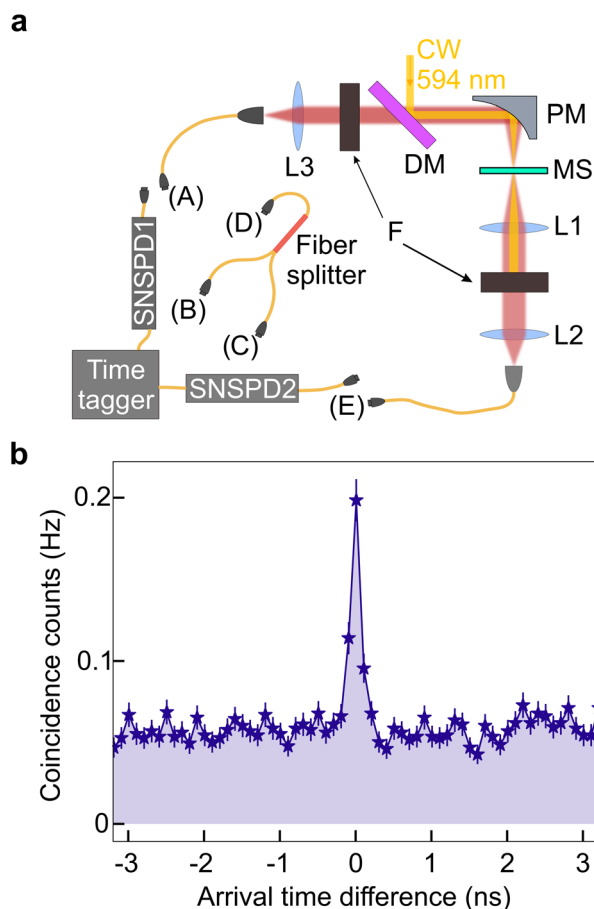 a
CW
594 nm
PM
L3
DM
MS
(A)
F
L1
(D)
Fiber
splitter
SNSPD1
(B)
(C)
L2
Time
tagger
SNSPD2
(E)
b
Coincidence counts (Hz)
0.2
0.1
0
-3 -2 -1 0 1 2 3
Arrival time difference (ns)